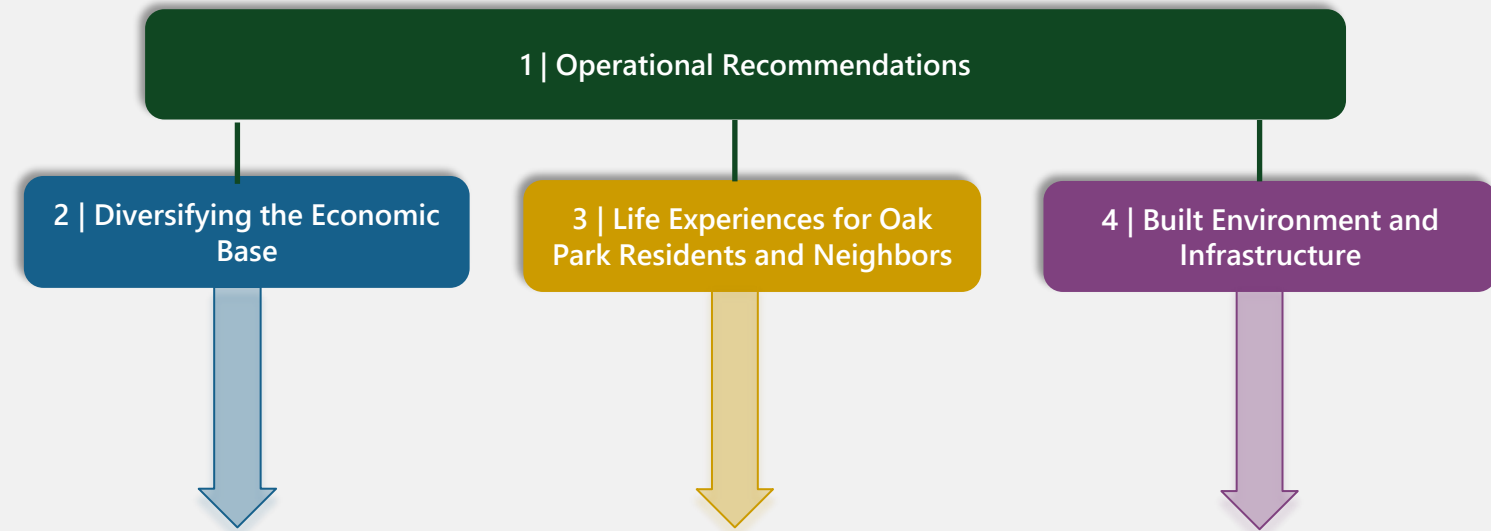 1 | Operational Recommendations
2 | Diversifying the Economic
Base
3 | Life Experiences for Oak
Park Residents and Neighbors
4 | Built Environment and
Infrastructure